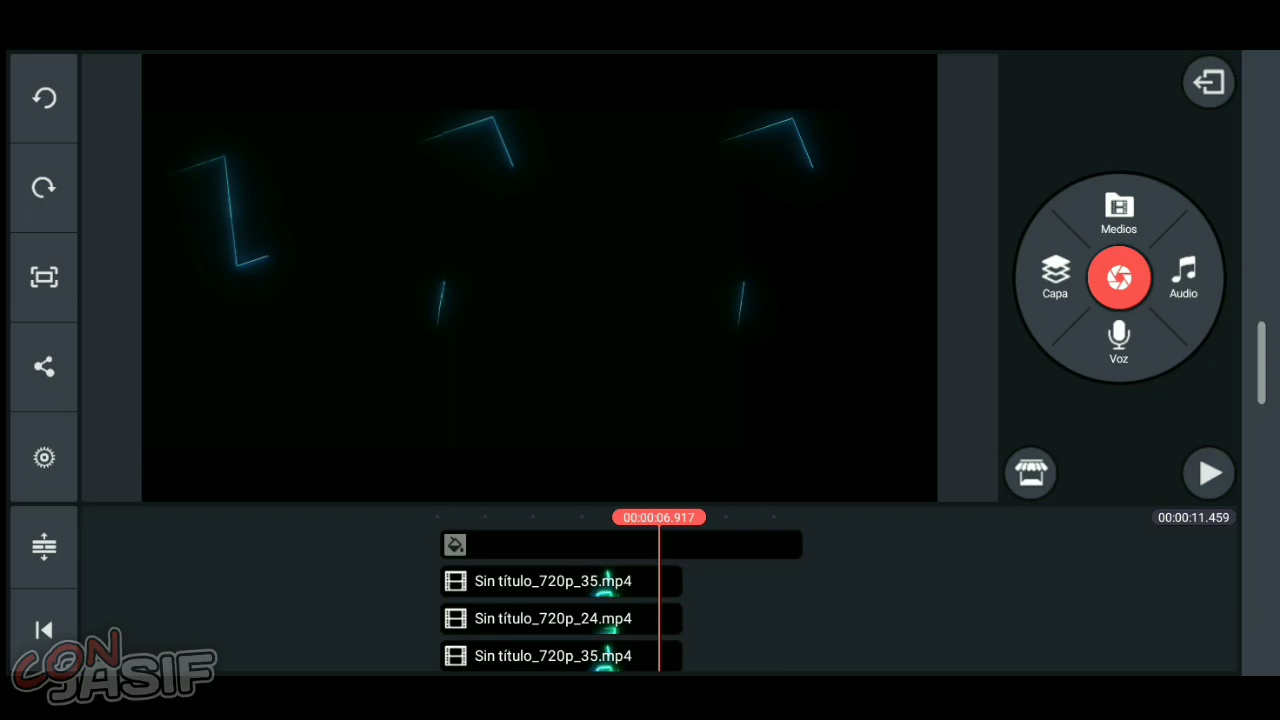 Medios
Capa
Audio
Voz
00:00:06.917
00:00:11.459
Sin título_720p_35.mp4
Sin título_720p_24.mp4
Sin título_720p_35.mp4
CON
JASIF